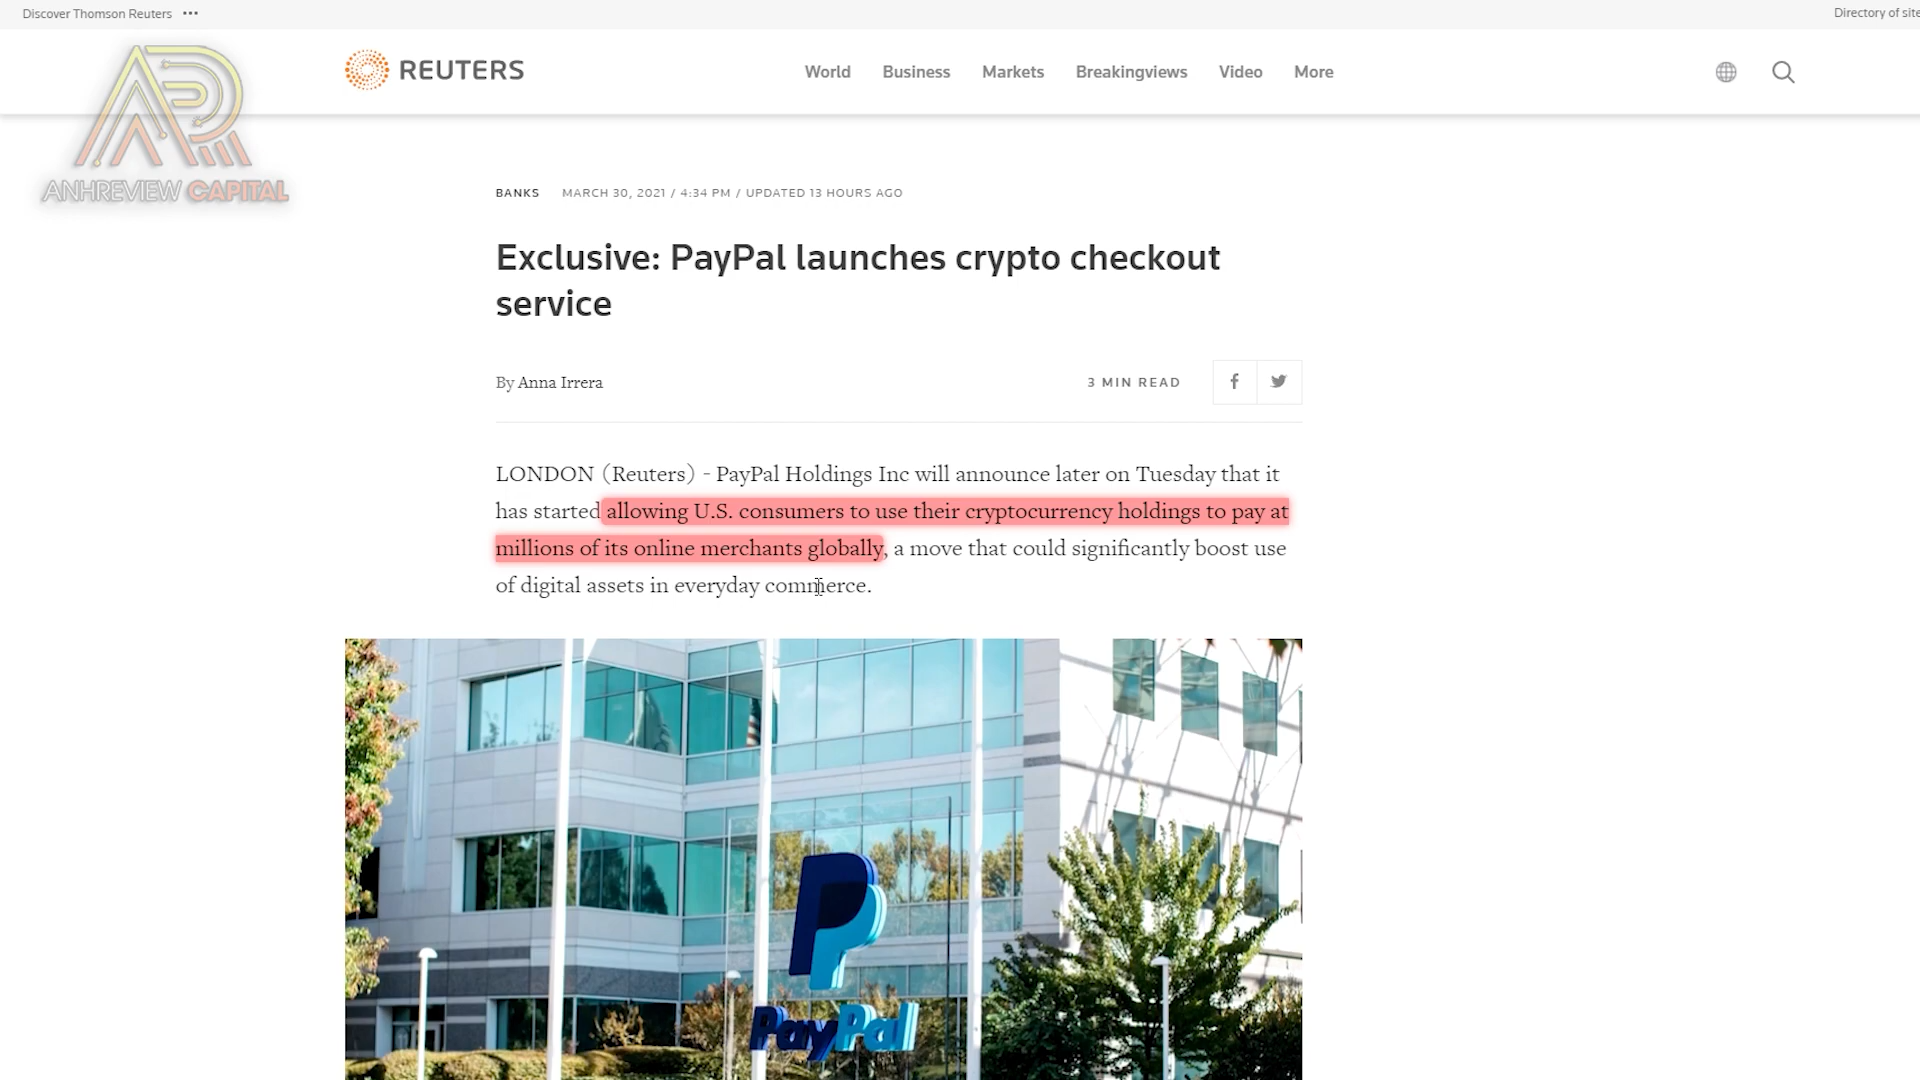 Discover Thomson Reuters •••
Directory of site
REUTERS
World Business Markets Breakingviews Video More
ANHREVIEW CAPITAL
BANKS MARCH 30, 2021 / 4:34 PM / UPDATED 13 HOURS AGO
Exclusive: PayPal launches crypto checkout
service
By Anna Irrera
3 MIN READ
LONDON (Reuters) - PayPal Holdings Inc will announce later on Tuesday that it
has started allowing U.S. consumers to use their cryptocurrency holdings to pay at
millions of its online merchants globally, a move that could significantly boost use
of digital assets in everyday commerce.
PayPal